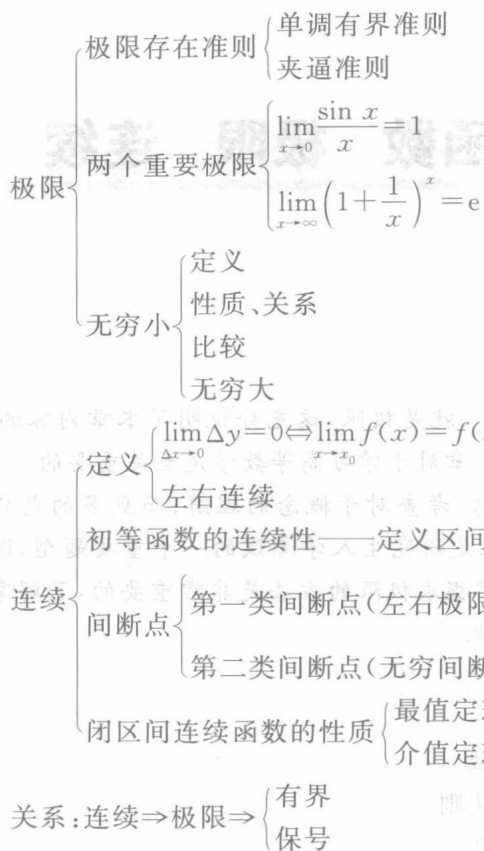 极限
极限存在准则
单调有界准则
夹逼准则
两个重要极限
lim x→0 sin x / x = 1
lim x→∞ (1 + 1/x)^x = e
无穷小
定义
性质、关系
比较
无穷大
连续
定义
lim Δx→0 Δy=0⇔lim x→x₀ f(x)=f(
左右连续
初等函数的连续性——定义区间
间断点
第一类间断点(左右极限
第二类间断点(无穷间断
闭区间连续函数的性质
最值定
介值定
关系:连续⇒极限⇒
有界
保号